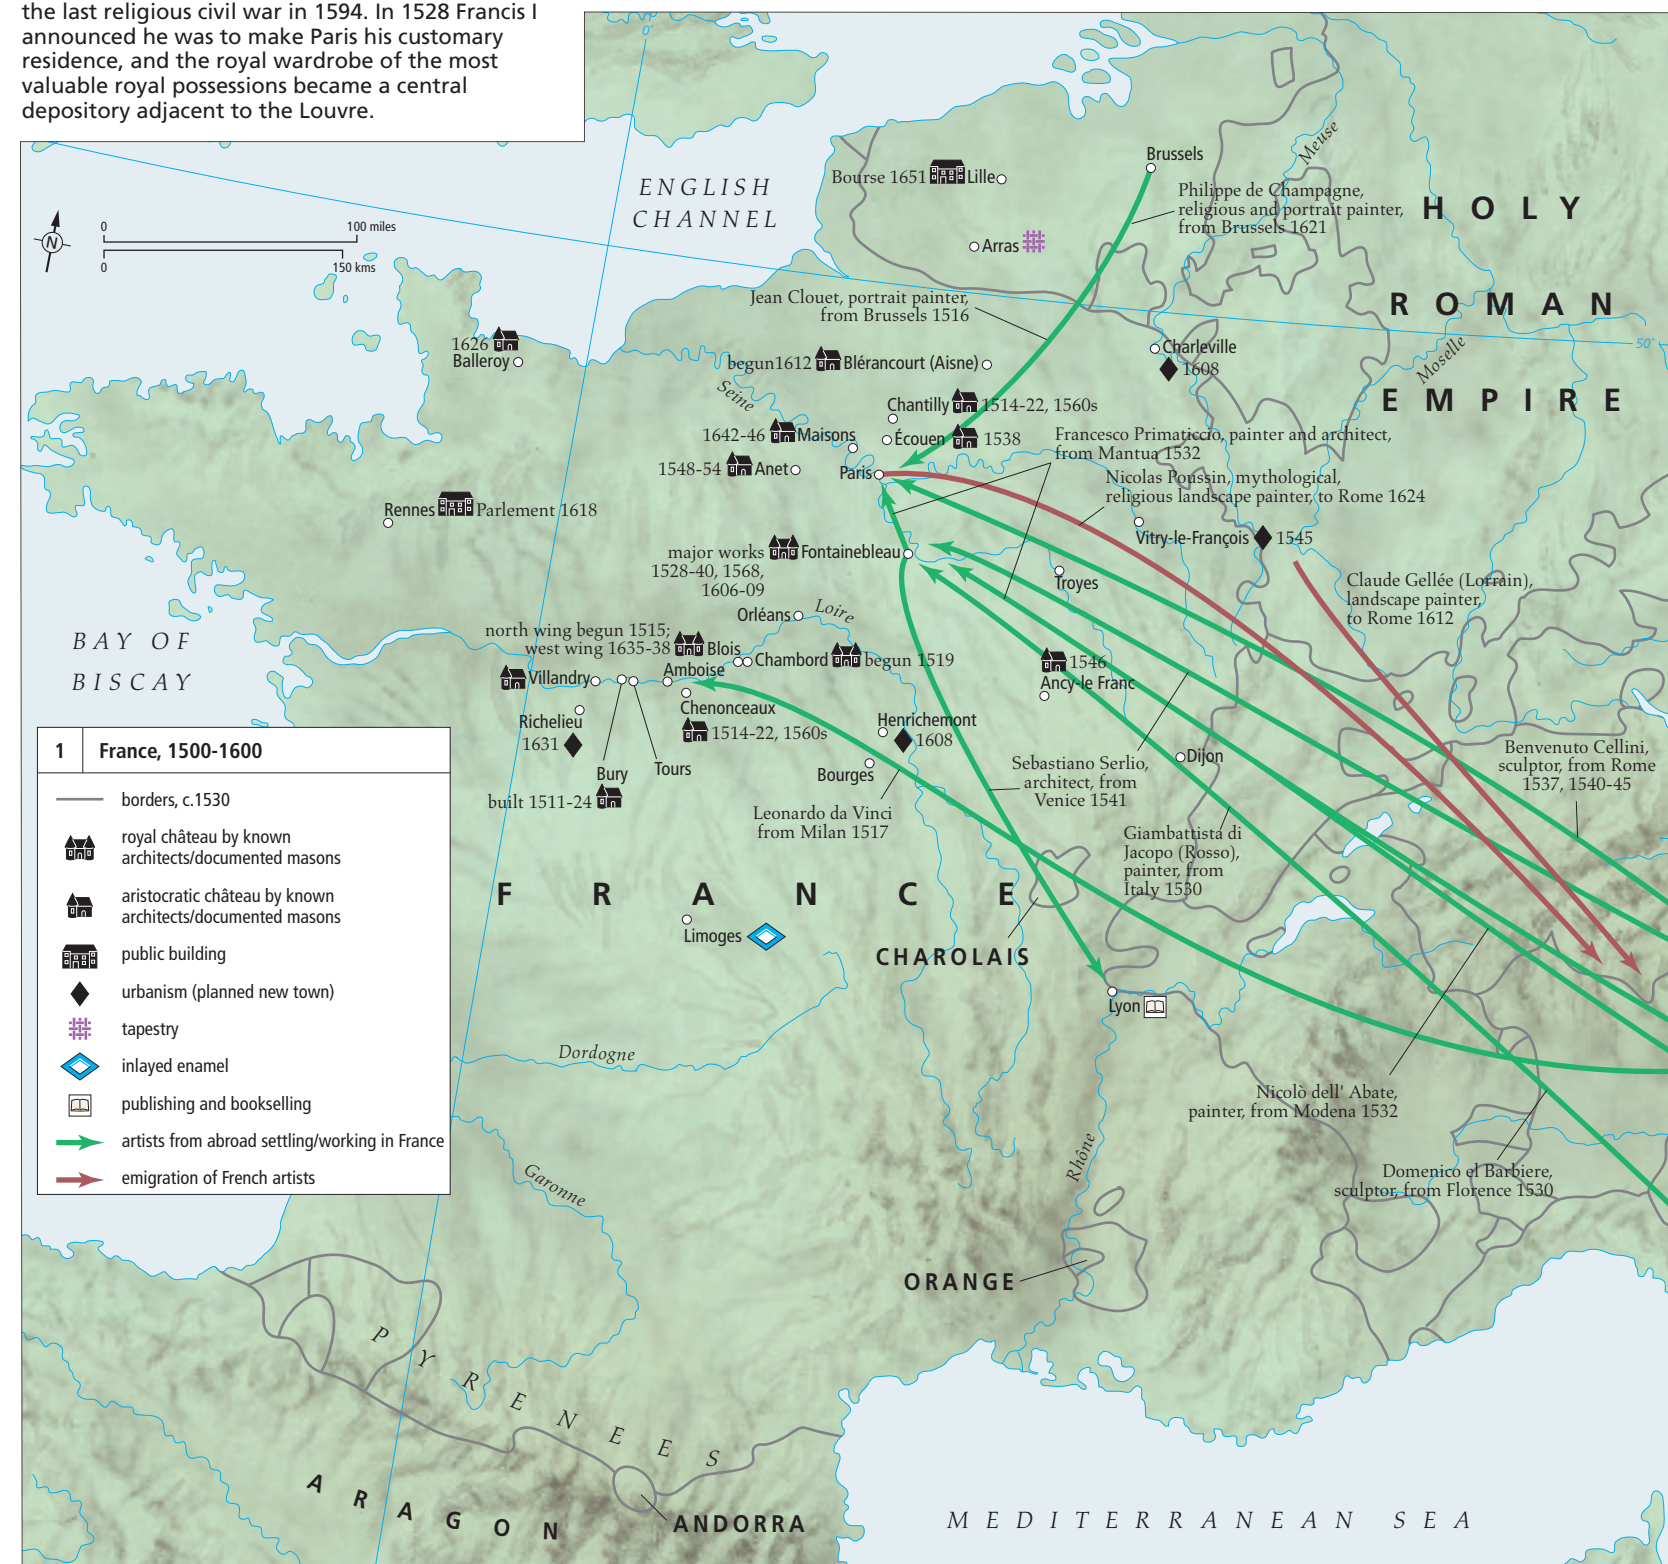 the last religious civil war in 1594. In 1528 Francis I
announced he was to make Paris his customary
residence, and the royal wardrobe of the most
valuable royal possessions became a central
depository adjacent to the Louvre.
0°
ENGLISH
CHANNEL
N
0
100 miles
0
150 kms
Bourse 1651
Lille
Arras
Brussels
Meuse
Philippe de Champagne,
religious and portrait painter,
from Brussels 1621
HOLY
ROMAN
EMPIRE
50°
Moselle
Jean Clouet, portrait painter,
from Brussels 1516
1626
Balleroy
begun1612
Blérancourt (Aisne)
Charleville
1608
Seine
Chantilly
1514-22, 1560s
1642-46
Maisons
Écouen
1538
1548-54
Anet
Paris
Francesco Primaticcio, painter and architect,
from Mantua 1532
Nicolas Poussin, mythological,
religious landscape painter, to Rome 1624
Rennes
Parlement 1618
Vitry-le-François
1545
major works
1528-40, 1568,
1606-09
Fontainebleau
Troyes
Claude Gellée (Lorrain),
landscape painter,
to Rome 1612
Orléans
Loire
BAY OF
BISCAY
north wing begun 1515;
west wing 1635-38
Blois
Chambord
begun 1519
Amboise
Villandry
1546
Ancy-le Franc
Chenonceaux
1514-22, 1560s
Richelieu
1631
Henrichemont
1608
Bury
built 1511-24
Tours
Bourges
Dijon
Leonardo da Vinci
from Milan 1517
Sebastiano Serlio,
architect, from
Venice 1541
Benvenuto Cellini,
sculptor, from Rome
1537, 1540-45
Giambattista di
Jacopo (Rosso),
painter, from
Italy 1530
1 France, 1500-1600
borders, c.1530
royal château by known
architects/documented masons
aristocratic château by known
architects/documented masons
public building
urbanism (planned new town)
tapestry
inlayed enamel
publishing and bookselling
artists from abroad settling/working in France
emigration of French artists
FRANCE
Limoges
CHAROLAIS
Lyon
Dordogne
Nicolò dell' Abate,
painter, from Modena 1532
Rhône
Garonne
Domenico el Barbiere,
sculptor, from Florence 1530
ORANGE
PYRENEES
ARAGON
ANDORRA
MEDITERRANEAN SEA